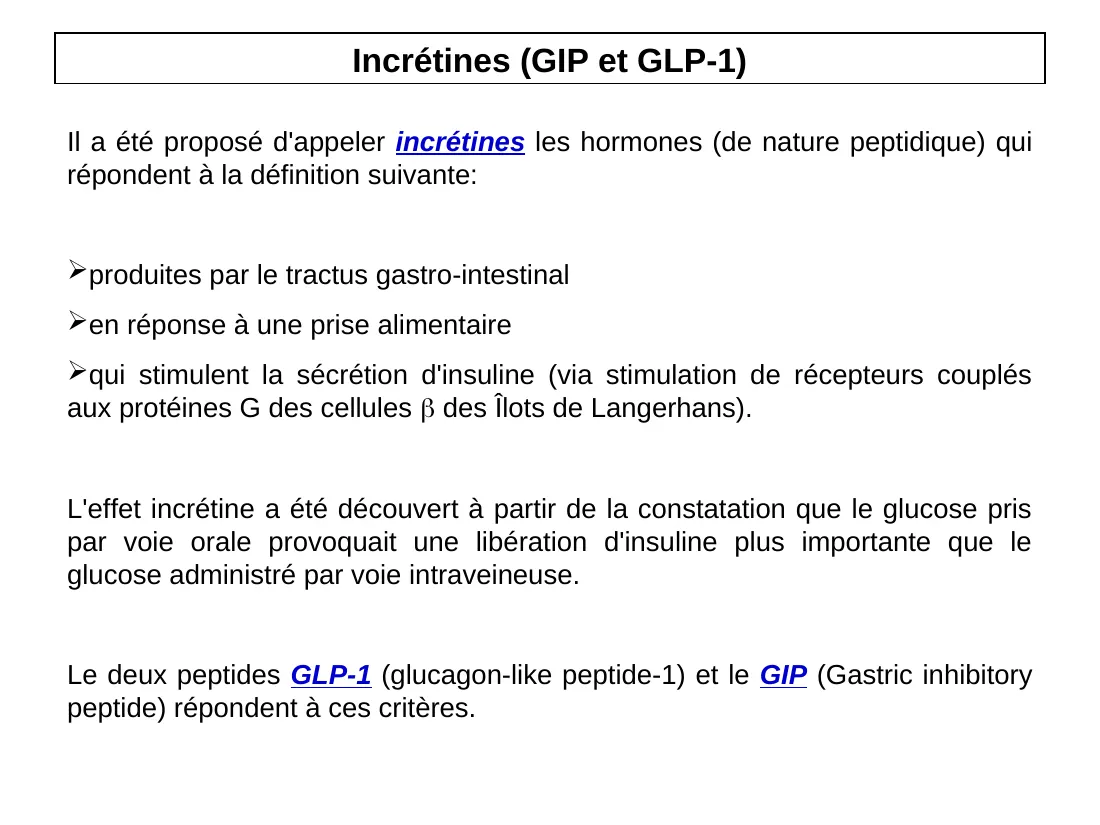 Incrétines (GIP et GLP-1)
Il a été proposé d'appeler incrétines les hormones (de nature peptidique) qui
répondent à la définition suivante:
➢produites par le tractus gastro-intestinal
➢en réponse à une prise alimentaire
➢qui stimulent la sécrétion d'insuline (via stimulation de récepteurs couplés
aux protéines G des cellules β des Îlots de Langerhans).
L'effet incrétine a été découvert à partir de la constatation que le glucose pris
par voie orale provoquait une libération d'insuline plus importante que le
glucose administré par voie intraveineuse.
Le deux peptides GLP-1 (glucagon-like peptide-1) et le GIP (Gastric inhibitory
peptide) répondent à ces critères.